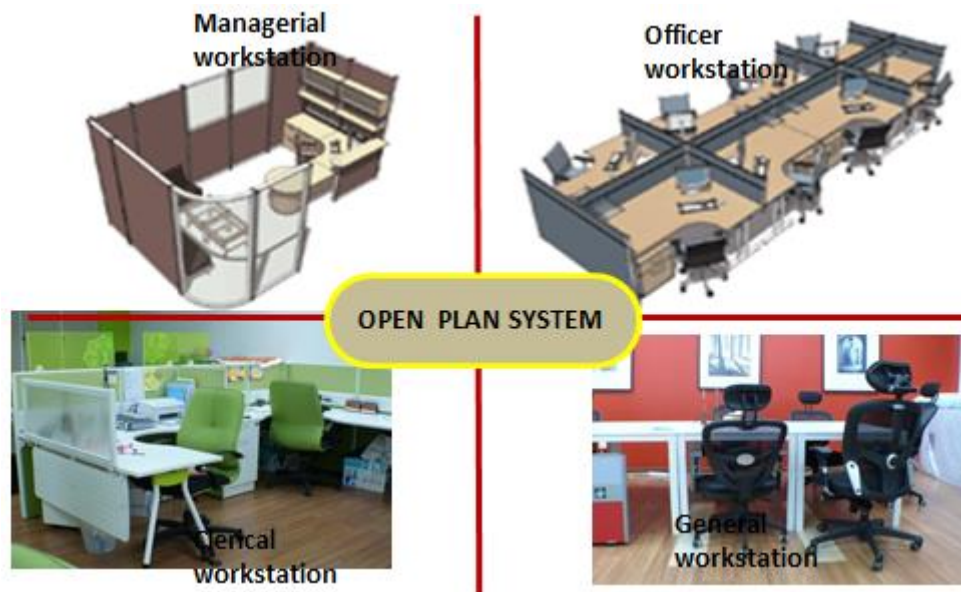 Managerial
workstation
Officer
workstation
OPEN PLAN SYSTEM
Clerical
workstation
General
workstation